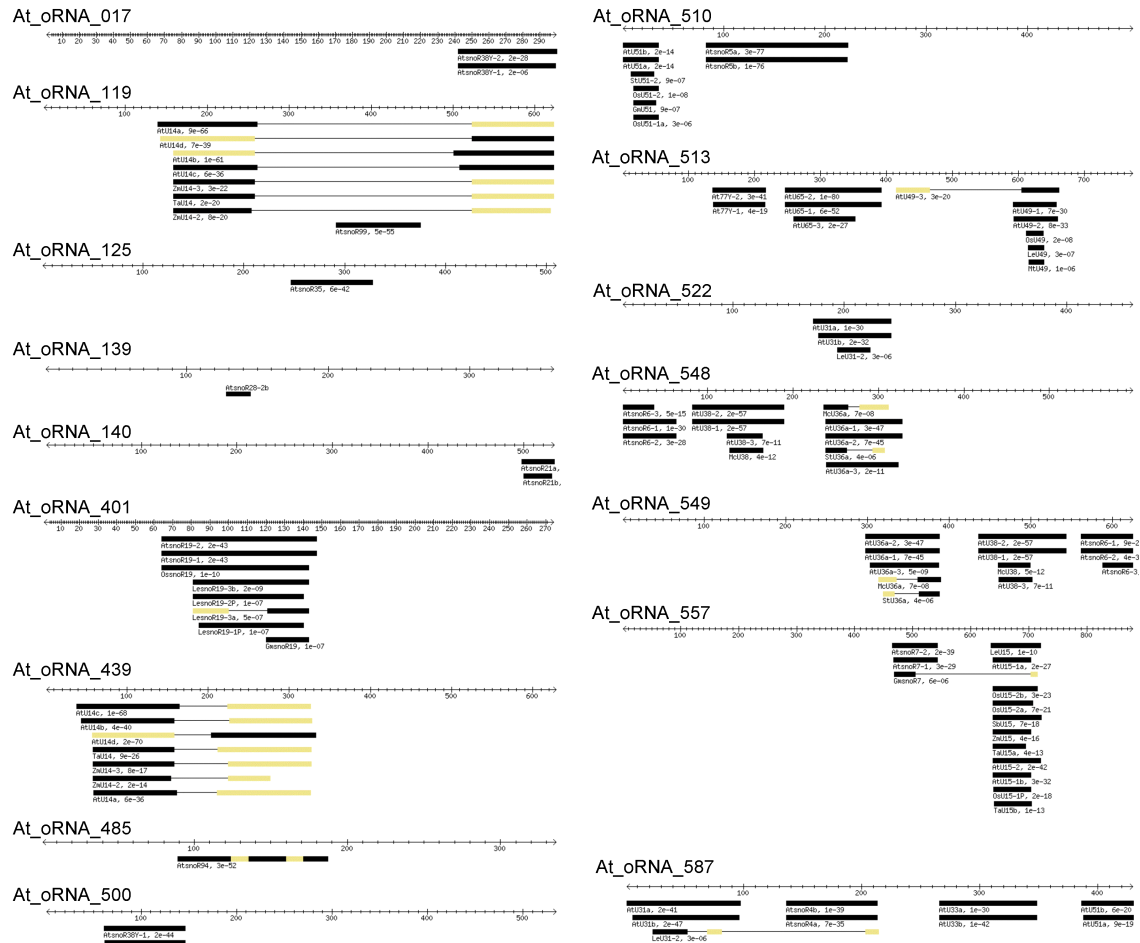 At_oRNA_017
10 20 30 40 50 60 70 80 90 100 110 120 130 140 150 160 170 180 190 200 210 220 230 240 250 260 270 280 290
AtsnoR38Y-2, 2e-28
AtsnoR38Y-1, 2e-06
At_oRNA_119
100 200 300 400 500 600
AtU14a, 9e-66
AtU14d, 7e-39
AtU14b, 1e-61
AtU14c, 6e-36
ZmU14-3, 3e-22
TaU14, 2e-20
ZmU14-2, 8e-20
AtsnoR99, 5e-55
At_oRNA_125
100 200 300 400 500
AtsnoR35, 6e-42
At_oRNA_139
100 200 300
AtsnoR28-2b
At_oRNA_140
100 200 300 400 500
AtsnoR21a,
AtsnoR21b,
At_oRNA_401
10 20 30 40 50 60 70 80 90 100 110 120 130 140 150 160 170 180 190 200 210 220 230 240 250 260 270
AtsnoR19-2, 2e-43
AtsnoR19-1, 2e-43
OssnoR19, 1e-10
LesnoR19-3b, 2e-09
LesnoR19-2P, 1e-07
LesnoR19-3a, 5e-07
LesnoR19-1P, 1e-07
GmsnoR19, 1e-07
At_oRNA_439
100 200 300 400 500 600
AtU14c, 1e-68
AtU14b, 4e-40
AtU14d, 2e-70
TaU14, 9e-26
ZmU14-3, 8e-17
ZmU14-2, 2e-14
AtU14a, 6e-36
At_oRNA_485
100 200 300
AtsnoR94, 3e-52
At_oRNA_500
100 200 300 400 500
AtsnoR38Y-1, 2e-44
At_oRNA_510
100 200 300 400
AtU51b, 2e-14 AtsnoR5a, 3e-77
AtU51a, 2e-14 AtsnoR5b, 1e-76
StU51-2, 9e-07
OsU51-2, 1e-08
GmU51, 9e-07
OsU51-1a, 3e-06
At_oRNA_513
100 200 300 400 500 600 700
At77Y-2, 3e-41 AtU65-2, 1e-80 AtU49-3, 3e-20
At77Y-1, 4e-19 AtU65-1, 6e-52 AtU49-1, 7e-30
AtU65-3, 2e-27 AtU49-2, 8e-33
OsU49, 2e-08
LeU49, 3e-07
MtU49, 1e-06
At_oRNA_522
100 200 300 400
AtU31a, 1e-30
AtU31b, 2e-32
LeU31-2, 3e-06
At_oRNA_548
100 200 300 400 500
AtsnoR6-3, 5e-15 AtU38-2, 2e-57 McU36a, 7e-08
AtsnoR6-1, 1e-30 AtU38-1, 2e-57 AtU36a-1, 3e-47
AtsnoR6-2, 3e-28 AtU38-3, 7e-11 AtU36a-2, 7e-45
McU38, 4e-12 StU36a, 4e-06
AtU36a-3, 2e-11
At_oRNA_549
100 200 300 400 500 600
AtU36a-2, 3e-47 AtU38-2, 2e-57 AtsnoR6-1, 9e-2
AtU36a-1, 7e-45 AtU38-1, 2e-57 AtsnoR6-2, 4e-3
AtU36a-3, 5e-09 McU38, 5e-12 AtsnoR6-3,
McU36a, 7e-08 AtU38-3, 7e-11
StU36a, 4e-06
At_oRNA_557
100 200 300 400 500 600 700 800
AtsnoR7-2, 2e-39 LeU15, 1e-10
AtsnoR7-1, 3e-29 AtU15-1a, 2e-27
GmsnoR7, 6e-06
OsU15-2b, 3e-23
OsU15-2a, 7e-21
SbU15, 7e-18
ZmU15, 4e-16
TaU15a, 4e-13
AtU15-2, 2e-42
AtU15-1b, 3e-32
OsU15-1P, 2e-18
TaU15b, 1e-13
At_oRNA_587
100 200 300 400
AtU31a, 2e-41 AtsnoR4b, 1e-39 AtU33a, 1e-30 AtU51b, 6e-20
AtU31b, 2e-47 AtsnoR4a, 7e-35 AtU33b, 1e-42 AtU51a, 9e-19
LeU31-2, 3e-06